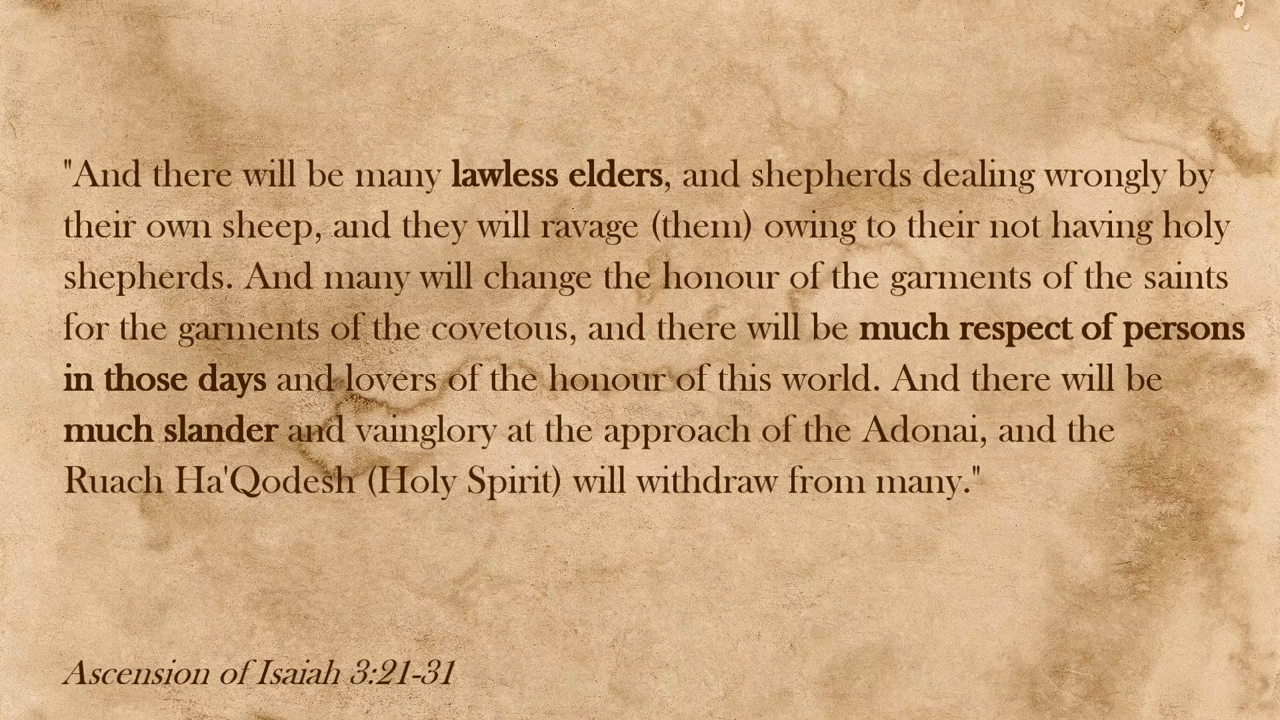 "And there will be many lawless elders, and shepherds dealing wrongly by
their own sheep, and they will ravage (them) owing to their not having holy
shepherds. And many will change the honour of the garments of the saints
for the garments of the covetous, and there will be much respect of persons
in those days and lovers of the honour of this world. And there will be
much slander and vainglory at the approach of the Adonai, and the
Ruach Ha'Qodesh (Holy Spirit) will withdraw from many."
Ascension of Isaiah 3:21-31